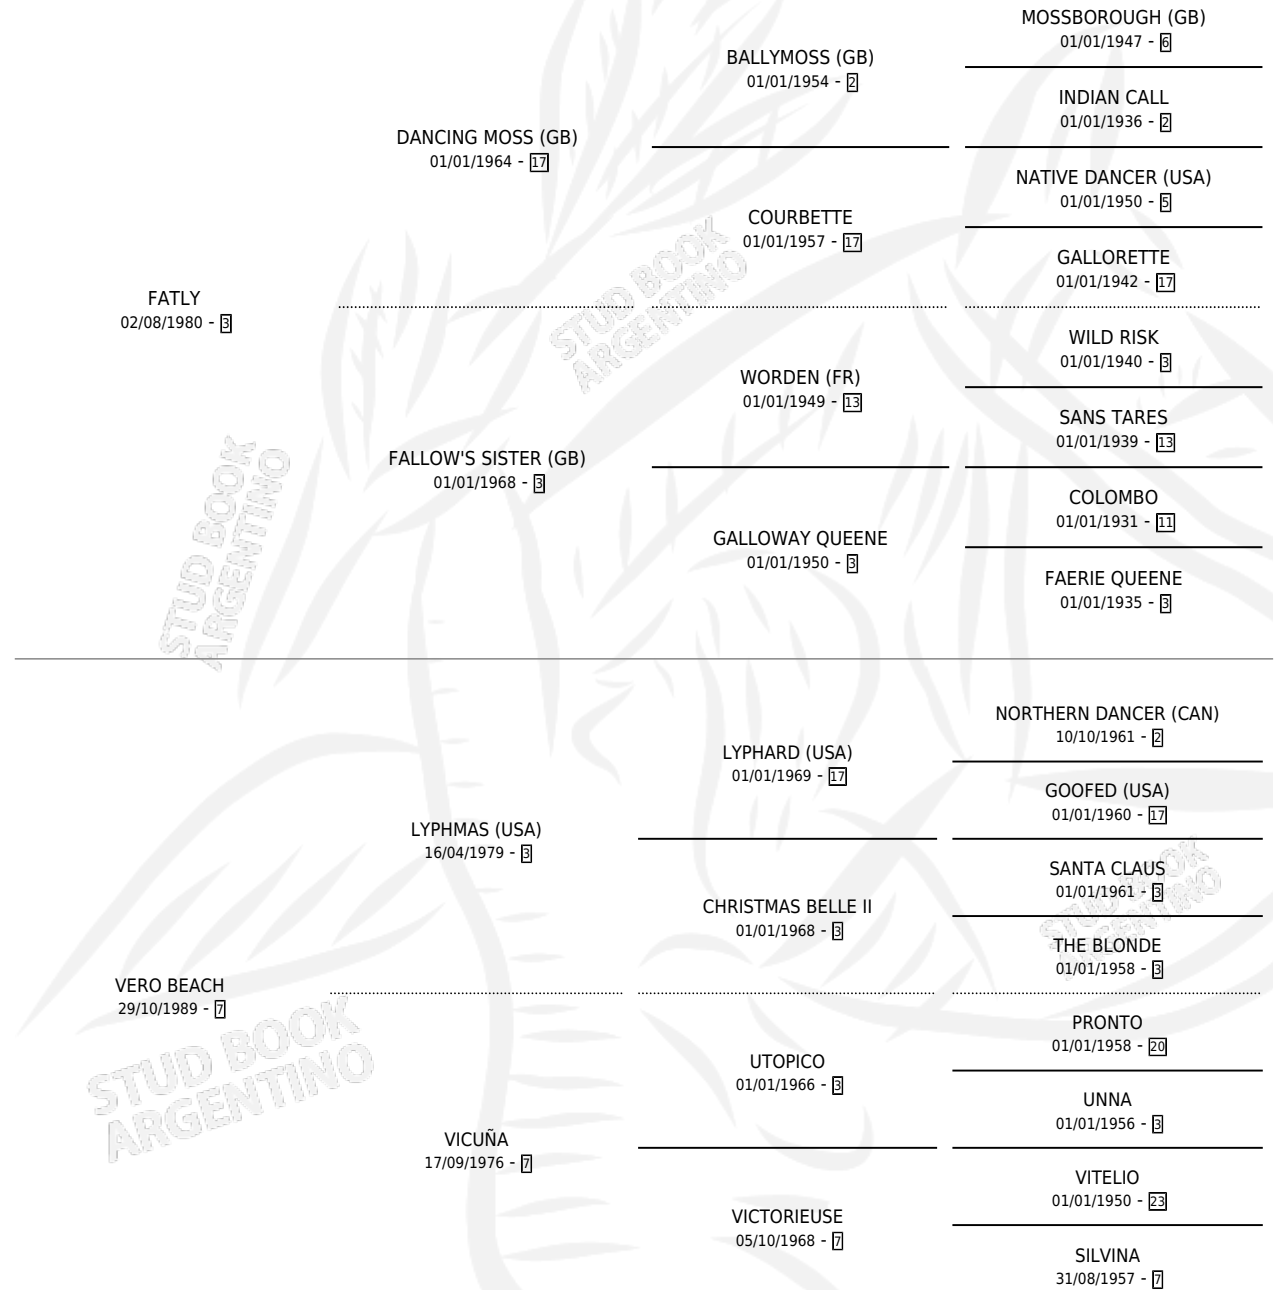 MOSSBOROUGH (GB)
01/01/1947 - 6
BALLYMOSS (GB)
01/01/1954 - 2
INDIAN CALL
01/01/1936 - 2
DANCING MOSS (GB)
01/01/1964 - 17
NATIVE DANCER (USA)
01/01/1950 - 5
COURBETTE
01/01/1957 - 17
GALLORETTE
01/01/1942 - 17
FATLY
02/08/1980 - 3
WILD RISK
01/01/1940 - 3
WORDEN (FR)
01/01/1949 - 13
SANS TARES
01/01/1939 - 13
FALLOW'S SISTER (GB)
01/01/1968 - 3
COLOMBO
01/01/1931 - 11
GALLOWAY QUEENE
01/01/1950 - 3
FAERIE QUEENE
01/01/1935 - 3
STUD BOOK
ARGENTINO
STUD BOOK
ARGENTINO
NORTHERN DANCER (CAN)
10/10/1961 - 2
LYPHARD (USA)
01/01/1969 - 17
GOOFED (USA)
01/01/1960 - 17
LYPHMAS (USA)
16/04/1979 - 3
SANTA CLAUS
01/01/1961 - 3
CHRISTMAS BELLE II
01/01/1968 - 3
THE BLONDE
01/01/1958 - 3
VERO BEACH
29/10/1989 - 7
PRONTO
01/01/1958 - 20
UTOPICO
01/01/1966 - 3
UNNA
01/01/1956 - 3
VICUÑA
17/09/1976 - 7
VITELIO
01/01/1950 - 23
VICTORIEUSE
05/10/1968 - 7
SILVINA
31/08/1957 - 7
STUD BOOK
ARGENTINO
STUD BOOK
ARGENTINO